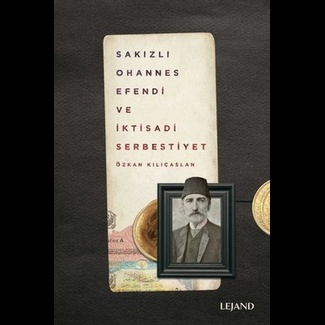 SAKIZLI
OHANNES
EFENDİ
VE
İKTİSADİ
SERBESTİYET
ÖZKAN KILIÇASLAN
LEJAND